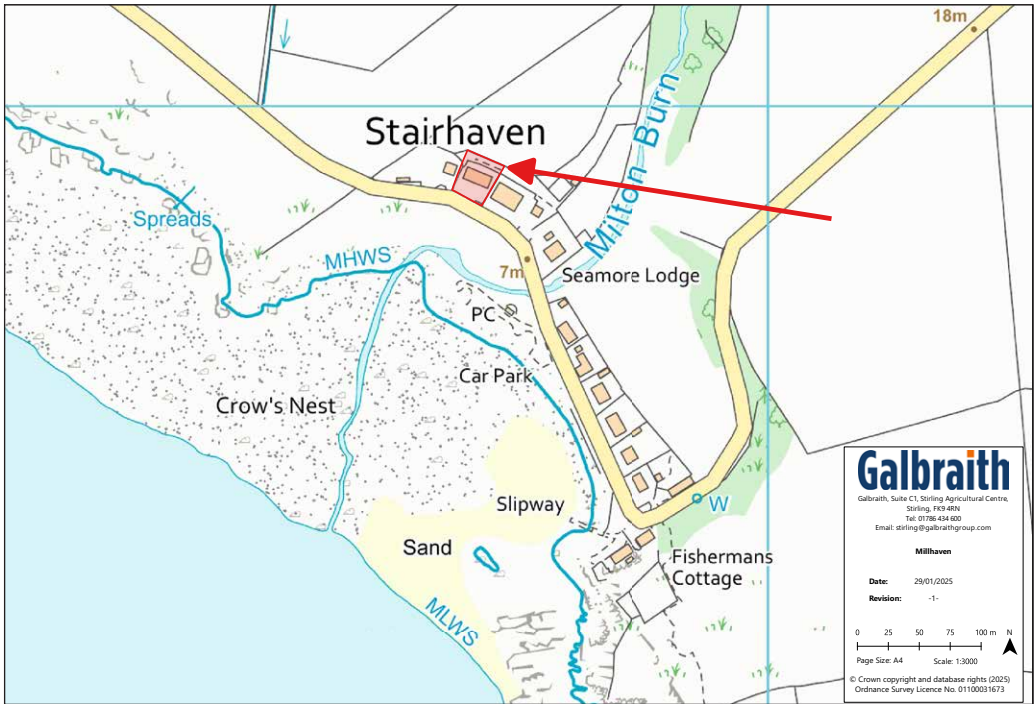 18m
Stairhaven
Milton Burn
Spreads
MHWS
7m
Seamore Lodge
PC
Car Park
Crow's Nest
Slipway
W
Sand
Fishermans
Cottage
MLWS
Galbraith
Galbraith, Suite C1, Stirling Agricultural Centre,
Stirling, FK9 4RN
Tel: 01786 434 600
Email: stirling@galbraithgroup.com
Millhaven
Date: 29/01/2025
Revision: -1-
0 25 50 75 100 m N
Page Size: A4 Scale: 1:3000
© Crown copyright and database rights (2025)
Ordnance Survey Licence No. 01100031673